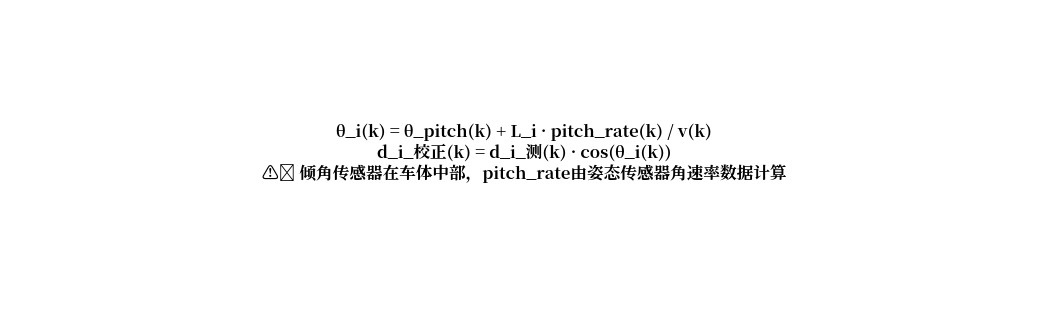 θ_i(k) = θ_pitch(k) + L_i · pitch_rate(k) / v(k)
d_i_校正(k) = d_i_测(k) · cos(θ_i(k))
⚠ 倾角传感器在车体中部，pitch_rate由姿态传感器角速率数据计算